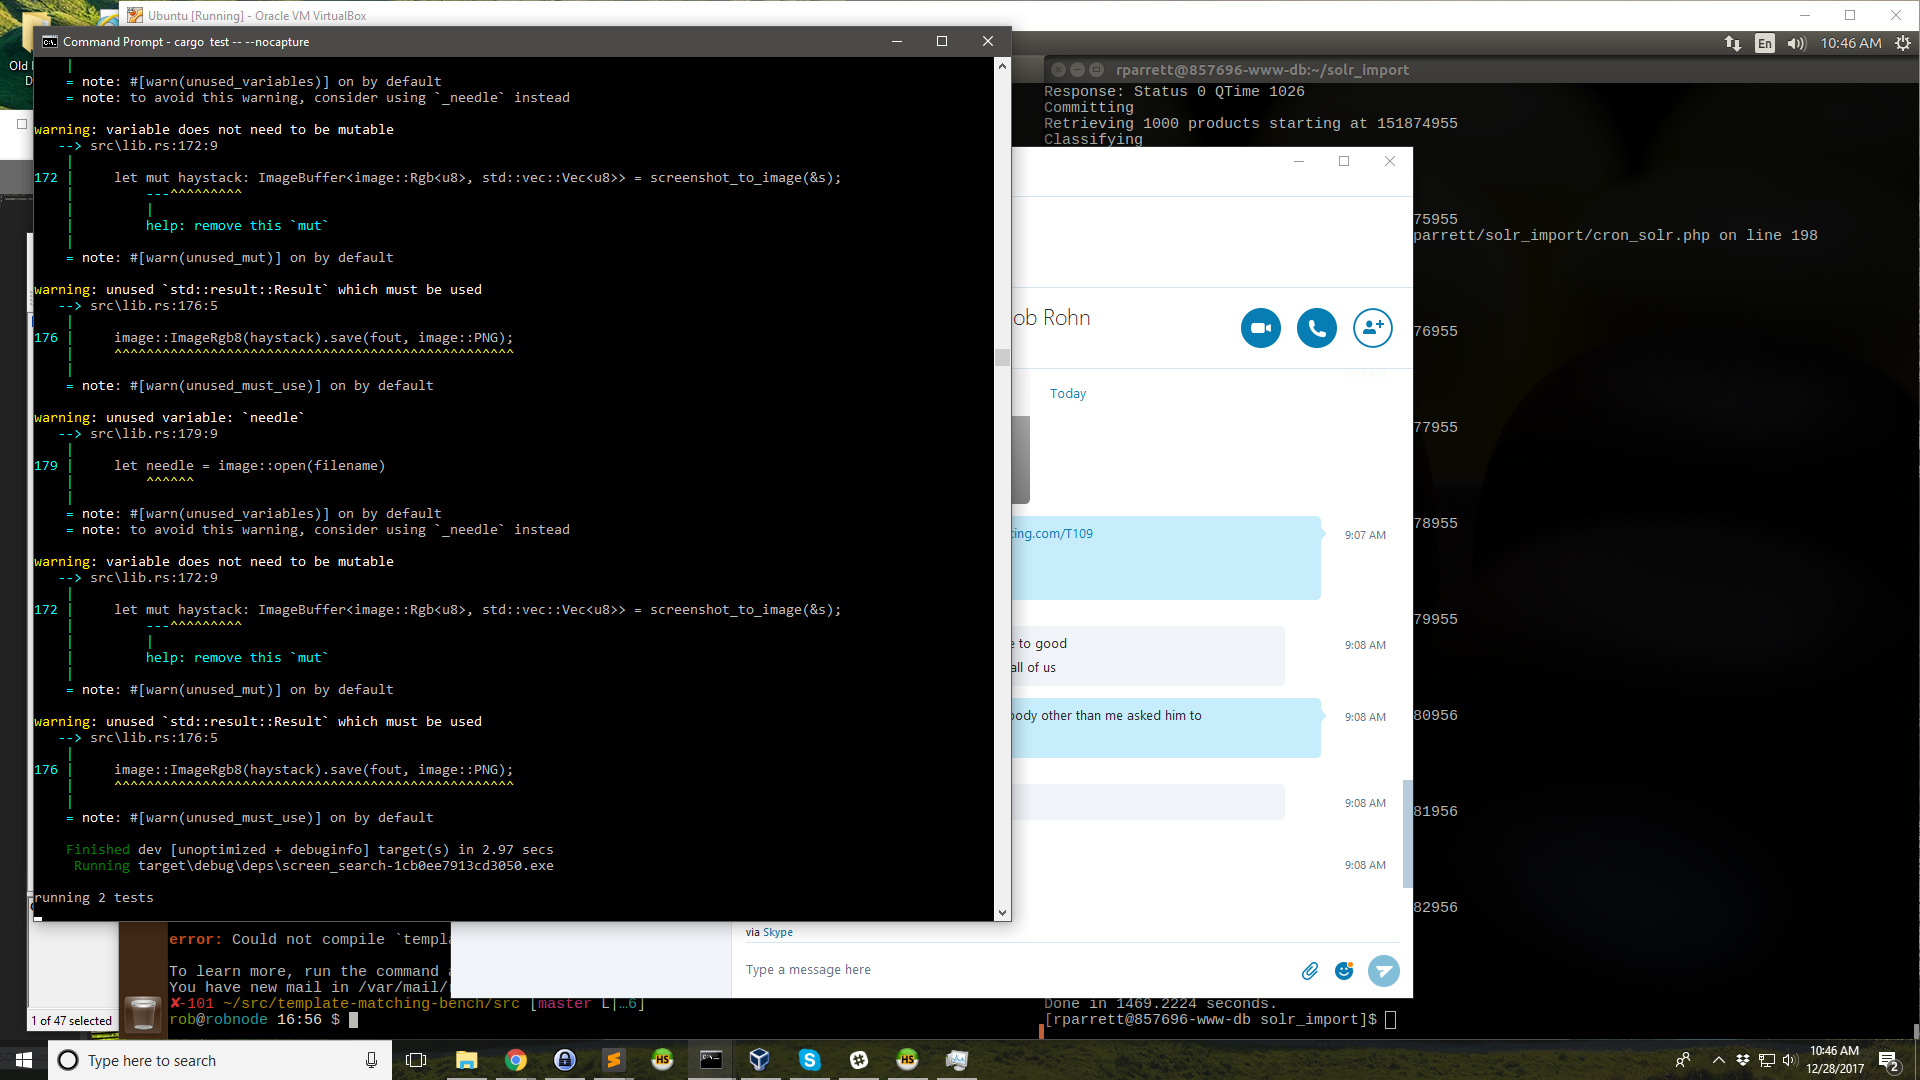 Ubuntu [Running] - Oracle VM VirtualBox
En
10:46 AM
Old
D
Command Prompt - cargo  test -- --nocapture
= note: #[warn(unused_variables)] on by default
= note: to avoid this warning, consider using `_needle` instead
warning: variable does not need to be mutable
--> src\lib.rs:172:9
|
172 |     let mut haystack: ImageBuffer<image::Rgb<u8>, std::vec::Vec<u8>> = screenshot_to_image(&s);
|         ---^^^^^^^^^
|         |
|         help: remove this `mut`
|
= note: #[warn(unused_mut)] on by default
warning: unused `std::result::Result` which must be used
--> src\lib.rs:176:5
|
176 |     image::ImageRgb8(haystack).save(fout, image::PNG);
|     ^^^^^^^^^^^^^^^^^^^^^^^^^^^^^^^^^^^^^^^^^^^^^^^^^^
|
= note: #[warn(unused_must_use)] on by default
warning: unused variable: `needle`
--> src\lib.rs:179:9
|
179 |     let needle = image::open(filename)
|         ^^^^^^
|
= note: #[warn(unused_variables)] on by default
= note: to avoid this warning, consider using `_needle` instead
warning: variable does not need to be mutable
--> src\lib.rs:172:9
|
172 |     let mut haystack: ImageBuffer<image::Rgb<u8>, std::vec::Vec<u8>> = screenshot_to_image(&s);
|         ---^^^^^^^^^
|         |
|         help: remove this `mut`
|
= note: #[warn(unused_mut)] on by default
warning: unused `std::result::Result` which must be used
--> src\lib.rs:176:5
|
176 |     image::ImageRgb8(haystack).save(fout, image::PNG);
|     ^^^^^^^^^^^^^^^^^^^^^^^^^^^^^^^^^^^^^^^^^^^^^^^^^^
|
= note: #[warn(unused_must_use)] on by default
Finished dev [unoptimized + debuginfo] target(s) in 2.97 secs
Running target\debug\deps\screen_search-1cb0ee7913cd3050.exe
running 2 tests
rparrett@857696-www-db:~/solr_import
Response: Status 0 QTime 1026
Committing
Retrieving 1000 products starting at 151874955
Classifying
75955
parrett/solr_import/cron_solr.php on line 198
76955
77955
78955
79955
80956
81956
82956
Done in 1469.2224 seconds.
[rparrett@857696-www-db solr_import]$
ob Rohn
Today
cing.com/T109
9:07 AM
e to good
all of us
9:08 AM
body other than me asked him to
9:08 AM
9:08 AM
9:08 AM
via Skype
Type a message here
error: Could not compile `templ
To learn more, run the command
You have new mail in /var/mail/
✘-101 ~/src/template-matching-bench/src [master L|…6]
rob@robnode 16:56 $
1 of 47 selected
Type here to search
HS
HS
10:46 AM
12/28/2017
2